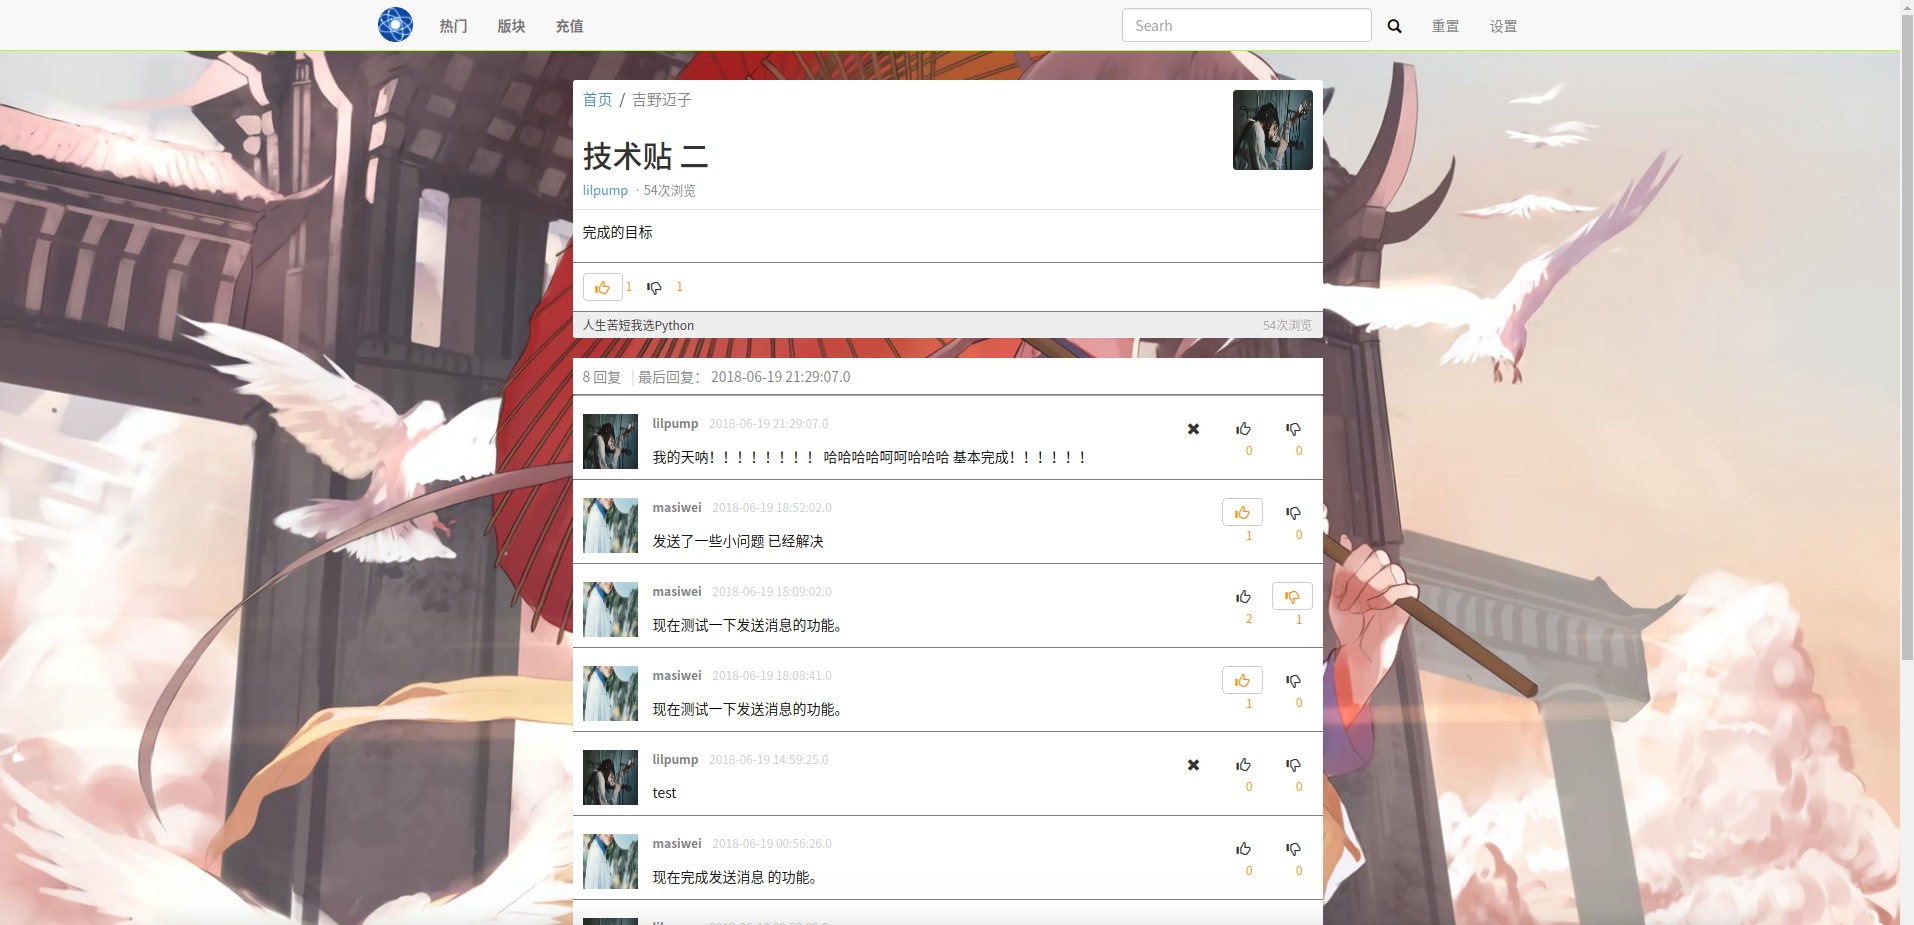 热门 版块 充值 Searh 重置 设置
首页 / 吉野迈子
技术贴 二
lilpump · 54次浏览
完成的目标
1 1
人生苦短我选Python 54次浏览
8 回复 | 最后回复： 2018-06-19 21:29:07.0
lilpump 2018-06-19 21:29:07.0
我的天呐！！！！！！！！ 哈哈哈哈呵呵哈哈哈 基本完成！！！！！！
0 0
masiwei 2018-06-19 18:52:02.0
发送了一些小问题 已经解决
1 0
masiwei 2018-06-19 18:09:02.0
现在测试一下发送消息的功能。
2 1
masiwei 2018-06-19 18:08:41.0
现在测试一下发送消息的功能。
1 0
lilpump 2018-06-19 14:59:25.0
test
0 0
masiwei 2018-06-19 00:56:26.0
现在完成发送消息 的功能。
0 0